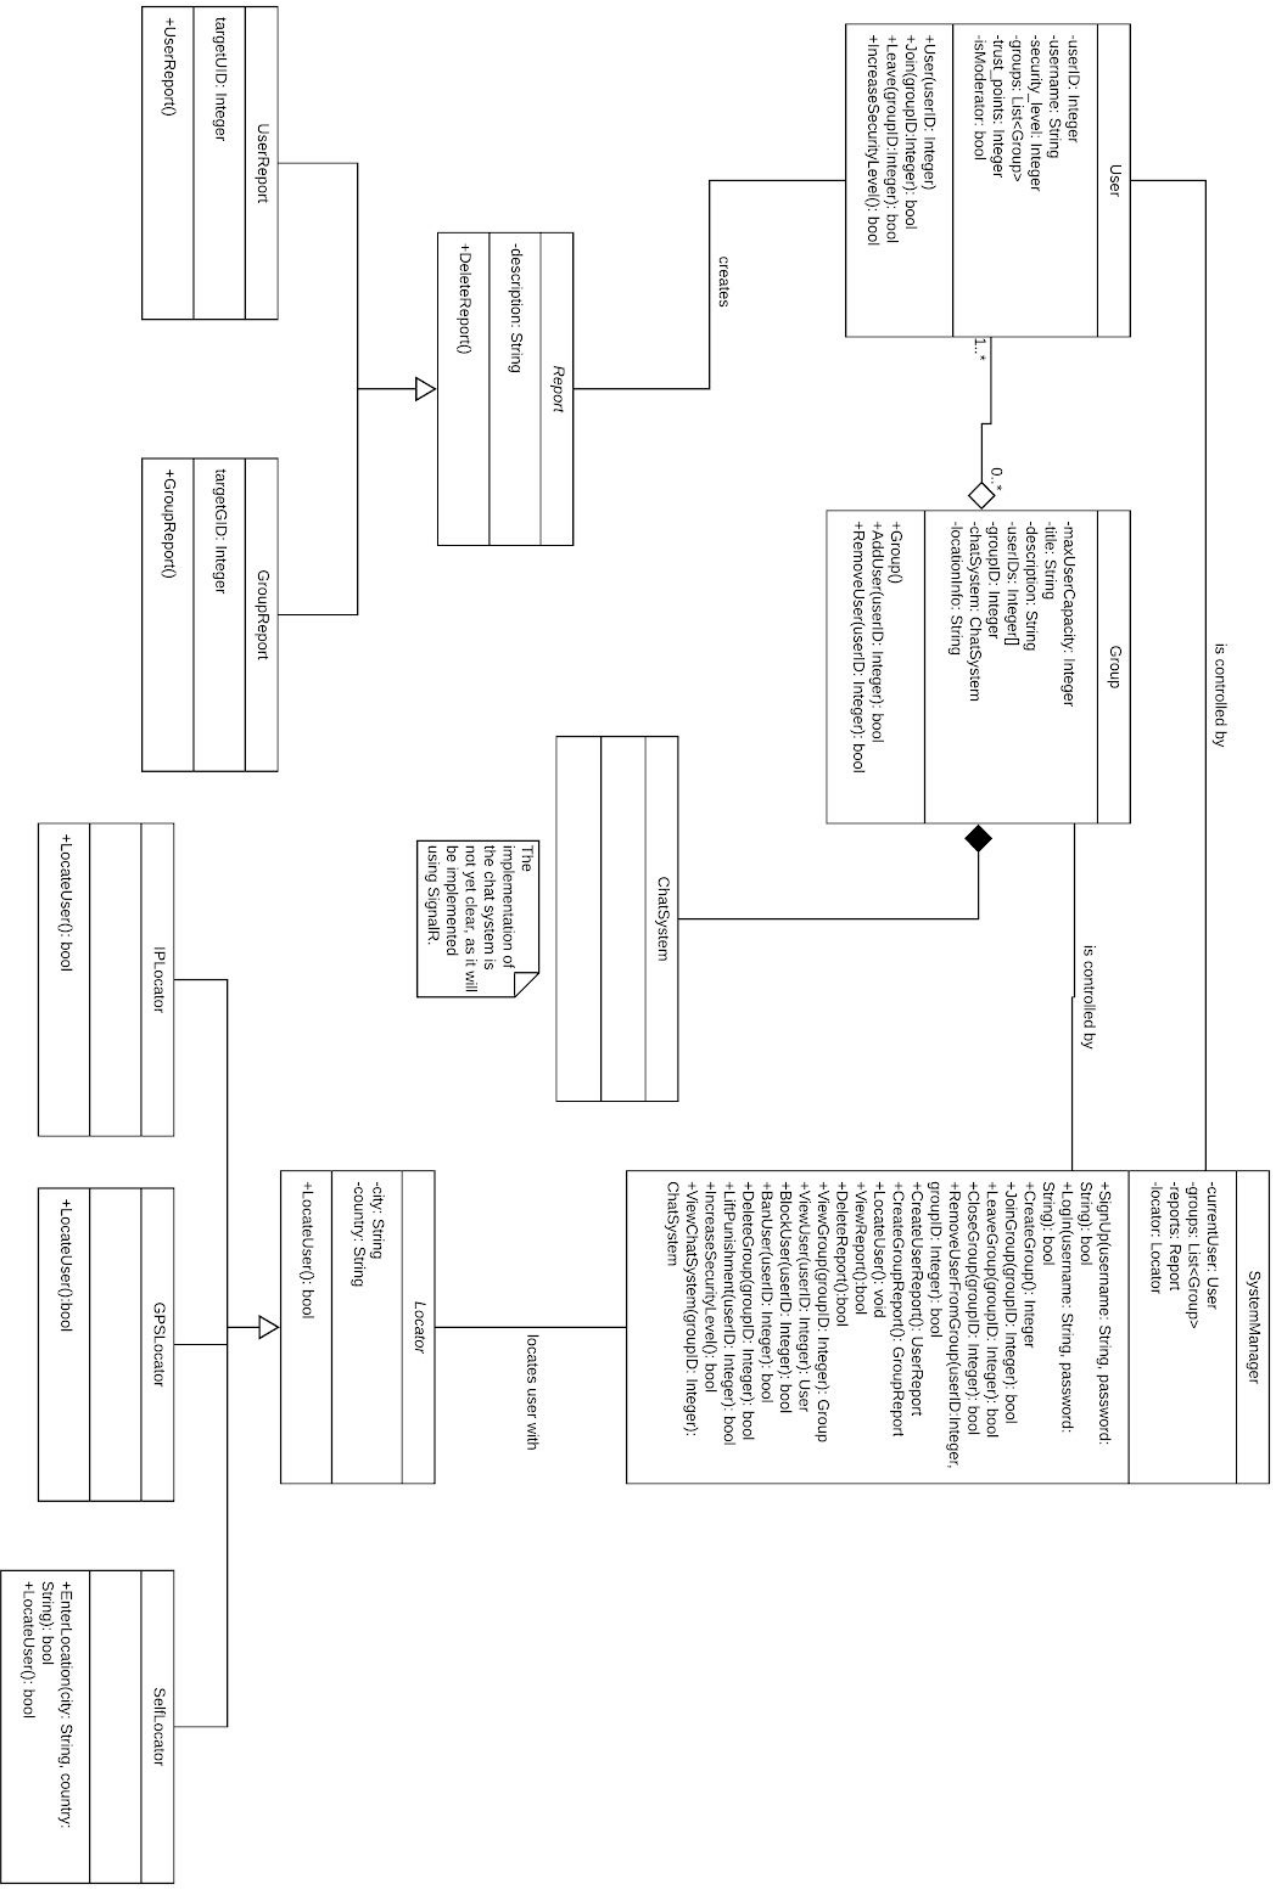 User
-userID: Integer
-username: String
-security_level: Integer
-groups: List<Group>
-trust_points: Integer
-isModerator: bool
+User(userID: Integer)
+Join(groupID:Integer): bool
+Leave(groupID:Integer): bool
+IncreaseSecurityLevel(): bool
1..*
0..*
is controlled by
Group
-maxUserCapacity: Integer
-title: String
-description: String
-userIDs: Integer[]
-groupID: Integer
-chatSystem: ChatSystem
-locationInfo: String
+Group()
+AddUser(userID: Integer): bool
+RemoveUser(userID: Integer): bool
is controlled by
SystemManager
-currentUser: User
-groups: List<Group>
-reports: Report
-locator: Locator
+SignUp(username: String, password:
String): bool
+LogIn(username: String, password:
String): bool
+CreateGroup(): Integer
+JoinGroup(groupID: Integer): bool
+LeaveGroup(groupID: Integer): bool
+CloseGroup(groupID: Integer): bool
+RemoveUserFromGroup(userID:Integer,
groupID: Integer): bool
+CreateUserReport(): UserReport
+CreateGroupReport(): GroupReport
+LocateUser(): void
+ViewReport():bool
+DeleteReport():bool
+ViewGroup(groupID: Integer): Group
+ViewUser(userID: Integer): User
+BlockUser(userID: Integer): bool
+BanUser(userID: Integer): bool
+DeleteGroup(groupID: Integer): bool
+LiftPunishment(userID: Integer): bool
+IncreaseSecurityLevel(): bool
+ViewChatSystem(groupID: Integer):
ChatSystem
creates
Report
-description: String
+DeleteReport()
ChatSystem
The
implementation of
the chat system is
not yet clear, as it will
be implemented
using SignalR.
locates user with
Locator
-city: String
-country: String
+LocateUser(): bool
UserReport
targetUID: Integer
+UserReport()
GroupReport
targetGID: Integer
+GroupReport()
IPLocator
+LocateUser(): bool
GPSLocator
+LocateUser():bool
SelfLocator
+EnterLocation(city: String, country:
String): bool
+LocateUser(): bool